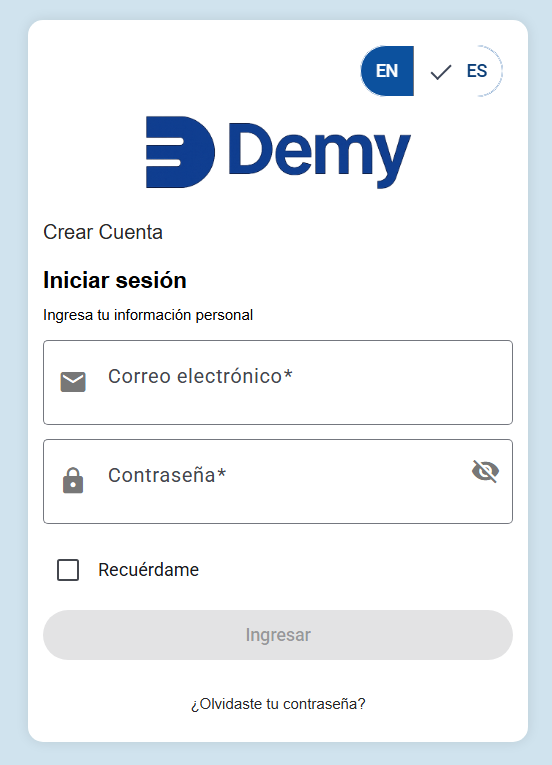 EN ES
Demy
Crear Cuenta
Iniciar sesión
Ingresa tu información personal
Correo electrónico*
Contraseña*
Recuérdame
Ingresar
¿Olvidaste tu contraseña?